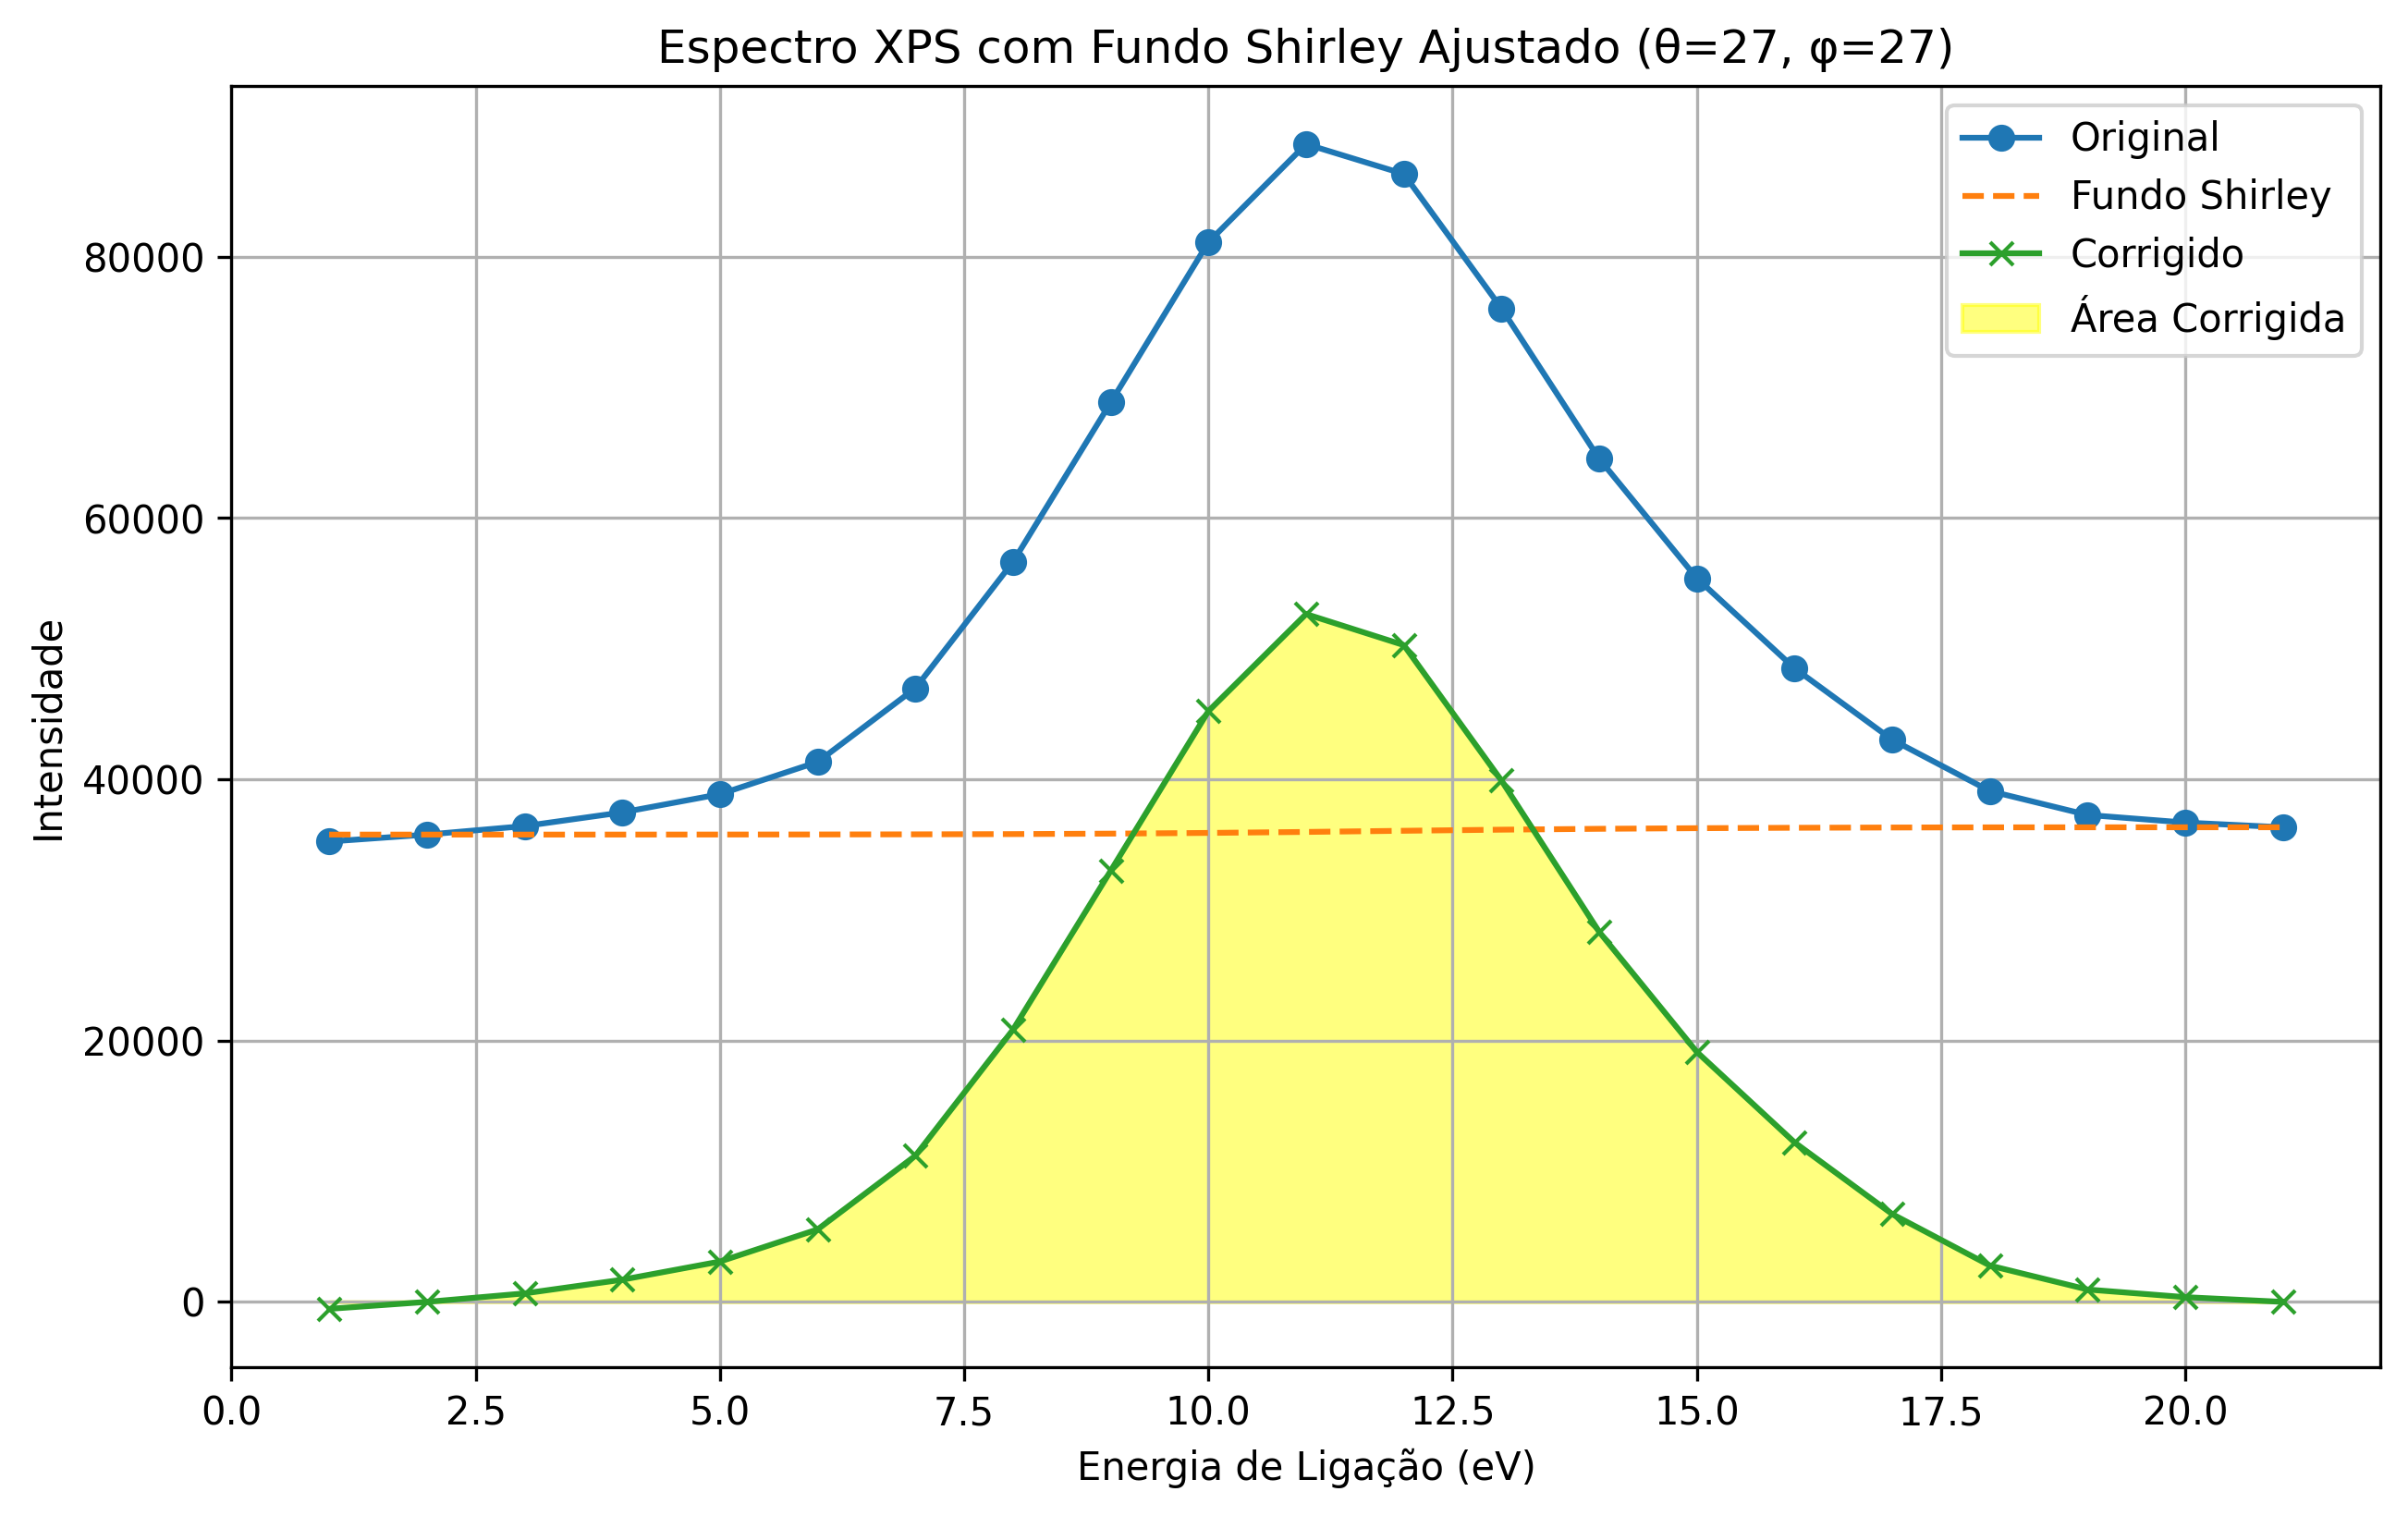 Espectro XPS com Fundo Shirley Ajustado (θ=27, φ=27)
Original
Fundo Shirley
Corrigido
Área Corrigida
Intensidade
80000
60000
40000
20000
0
0.0 2.5 5.0 7.5 10.0 12.5 15.0 17.5 20.0
Energia de Ligação (eV)